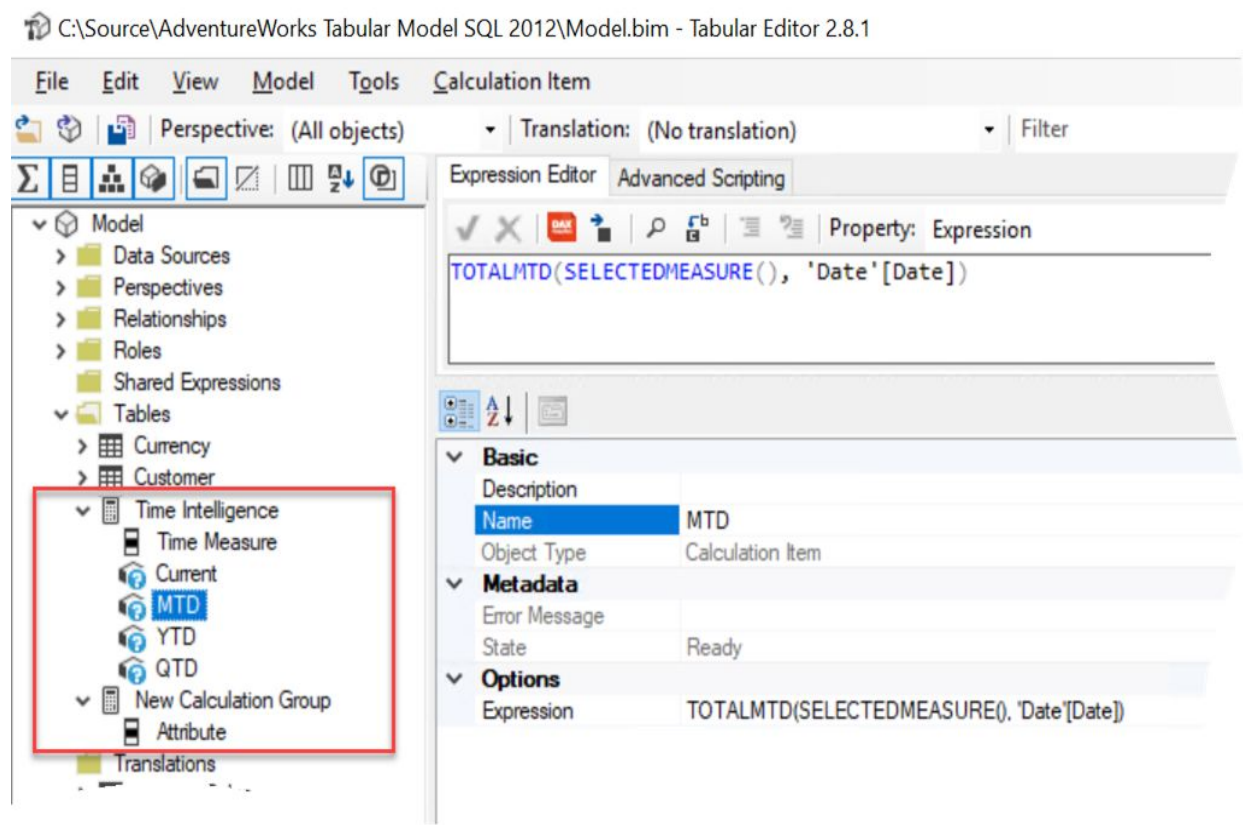 C:\Source\AdventureWorks Tabular Model SQL 2012\Model.bim - Tabular Editor 2.8.1
File Edit View Model Tools Calculation Item
Perspective: (All objects) Translation: (No translation) Filter
Expression Editor Advanced Scripting
Property: Expression
TOTALMTD(SELECTEDMEASURE(), 'Date'[Date])
Model
Data Sources
Perspectives
Relationships
Roles
Shared Expressions
Tables
Currency
Customer
Time Intelligence
Time Measure
Current
MTD
YTD
QTD
New Calculation Group
Attribute
Translations
Basic
Description
Name MTD
Object Type Calculation Item
Metadata
Error Message
State Ready
Options
Expression TOTALMTD(SELECTEDMEASURE(), 'Date'[Date])